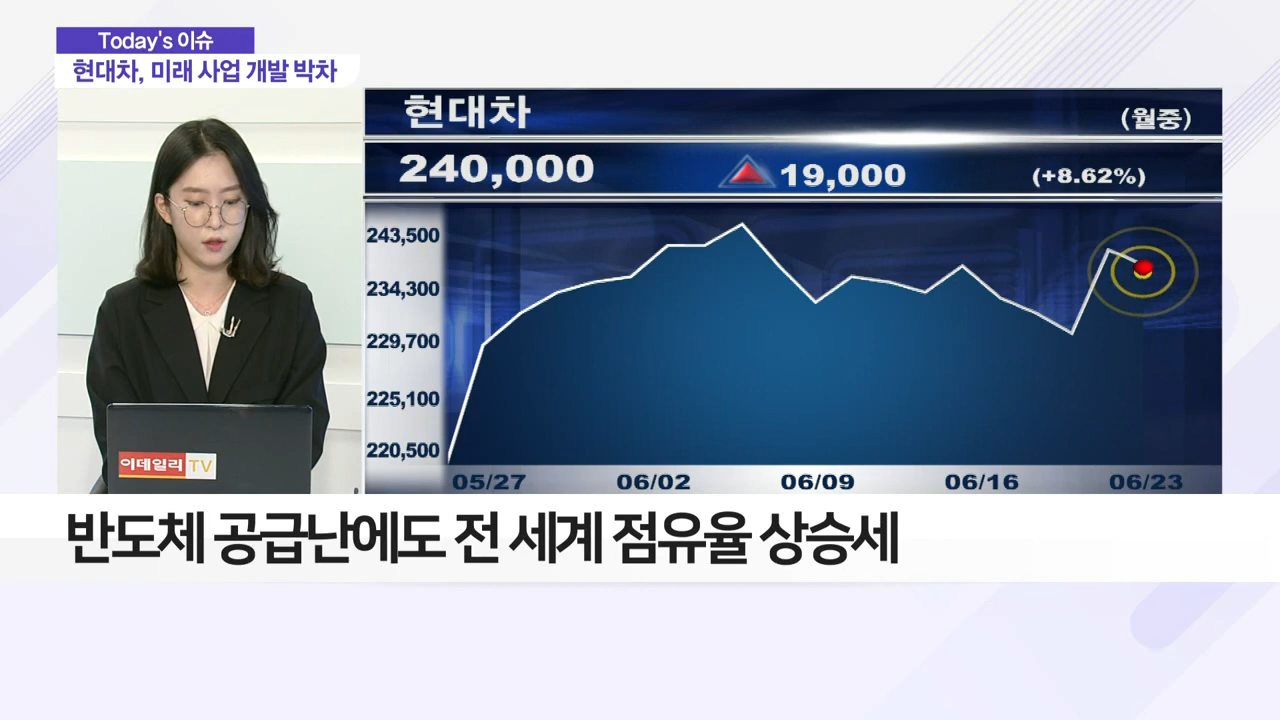 Today's 이슈
현대차, 미래 사업 개발 박차
현대차 (월중)
240,000 19,000 (+8.62%)
243,500
234,300
229,700
225,100
220,500
05/27 06/02 06/09 06/16 06/23
이데일리 TV
반도체 공급난에도 전 세계 점유율 상승세